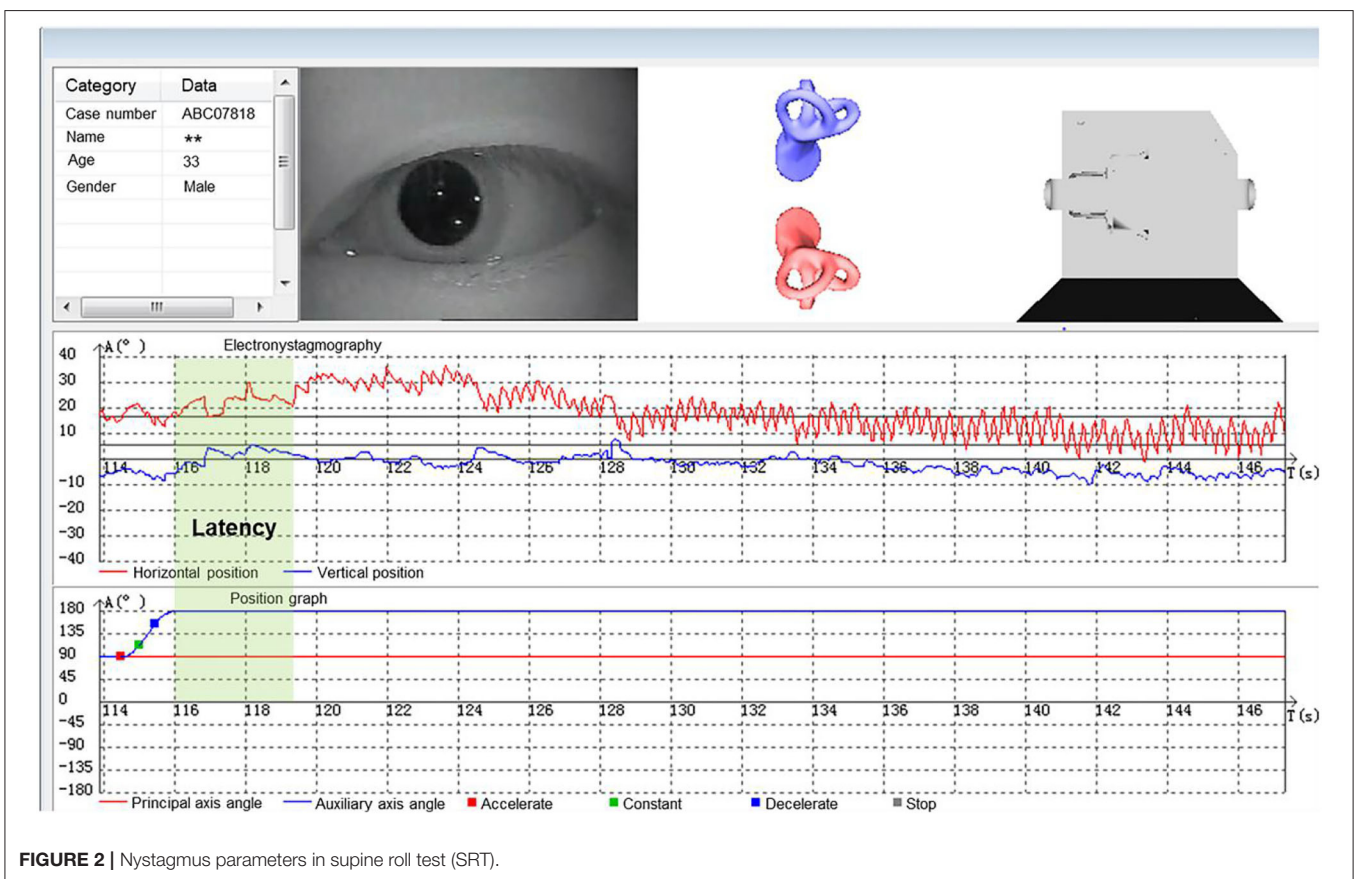 Category Data
Case number ABC07818
Name **
Age 33
Gender Male
A(° ) Electronystagmography
40
30
20
10
114 116 118 120 122 124 126 128 130 132 134 136 138 140 142 144 146 T(s)
-10
-20
Latency
-30
-40
Horizontal position Vertical position
A(° ) Position graph
180
135
90
45
0
114 116 118 120 122 124 126 128 130 132 134 136 138 140 142 144 146 T(s)
-45
-90
-135
-180
Principal axis angle Auxiliary axis angle Accelerate Constant Decelerate Stop
FIGURE 2 | Nystagmus parameters in supine roll test (SRT).